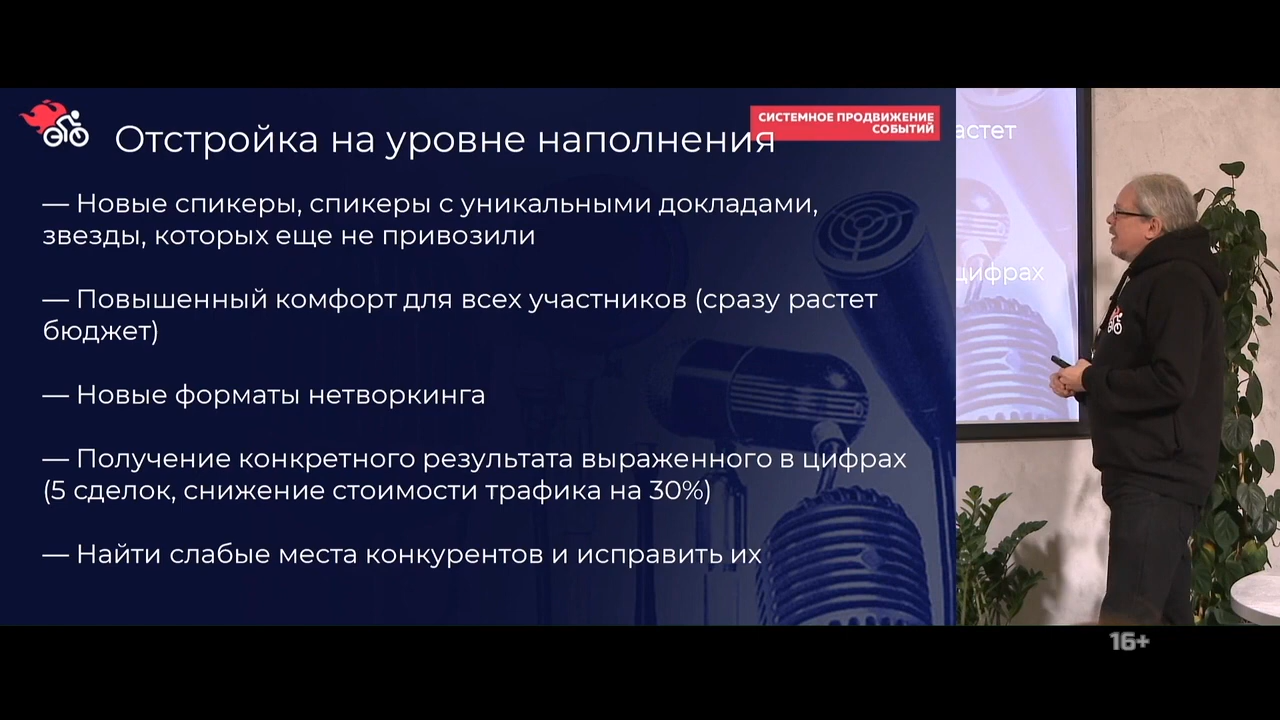 СИСТЕМНОЕ ПРОДВИЖЕНИЕ
СОБЫТИЙ
Отстройка на уровне наполнения
— Новые спикеры, спикеры с уникальными докладами,
звезды, которых еще не привозили
— Повышенный комфорт для всех участников (сразу растет
бюджет)
— Новые форматы нетворкинга
— Получение конкретного результата выраженного в цифрах
(5 сделок, снижение стоимости трафика на 30%)
— Найти слабые места конкурентов и исправить их
астет
цифрах
16+